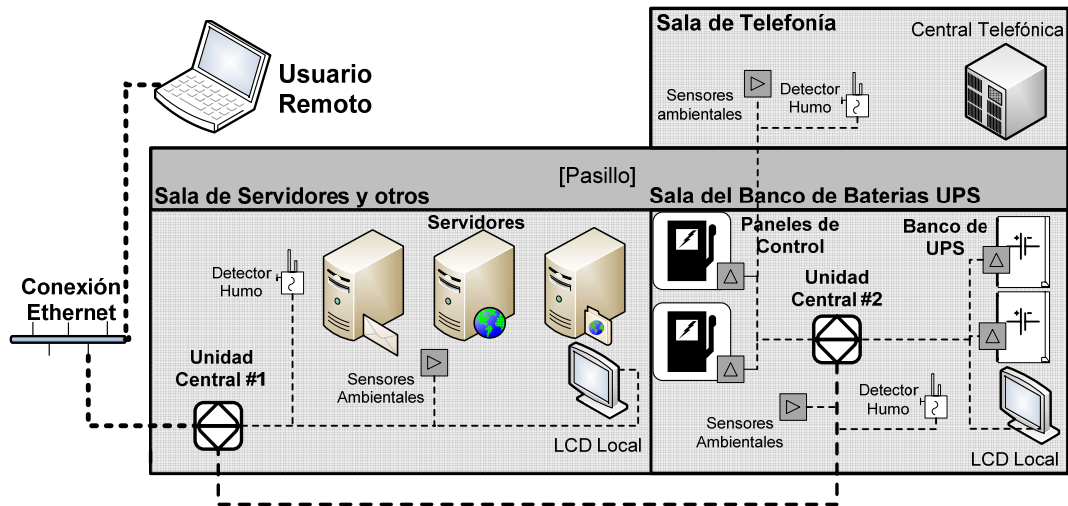 Sala de Telefonía
Central Telefónica
Sensores
ambientales
Detector
Humo
Usuario
Remoto
[Pasillo]
Sala de Servidores y otros
Sala del Banco de Baterias UPS
Servidores
Detector
Humo
Sensores
Ambientales
LCD Local
Conexión
Ethernet
Unidad
Central #1
Paneles de
Control
Banco de
UPS
Unidad
Central #2
Sensores
Ambientales
Detector
Humo
LCD Local